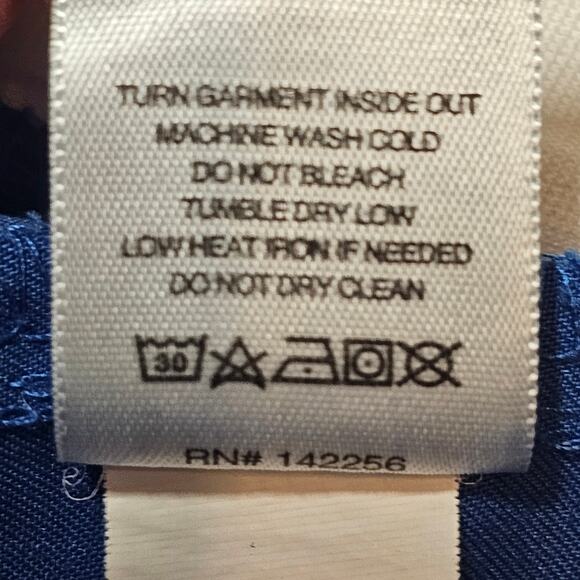 TURN GARMENT INSIDE OUT
MACHINE WASH COLD
DO NOT BLEACH
TUMBLE DRY LOW
LOW HEAT IRON IF NEEDED
DO NOT DRY CLEAN
30
RN# 142256